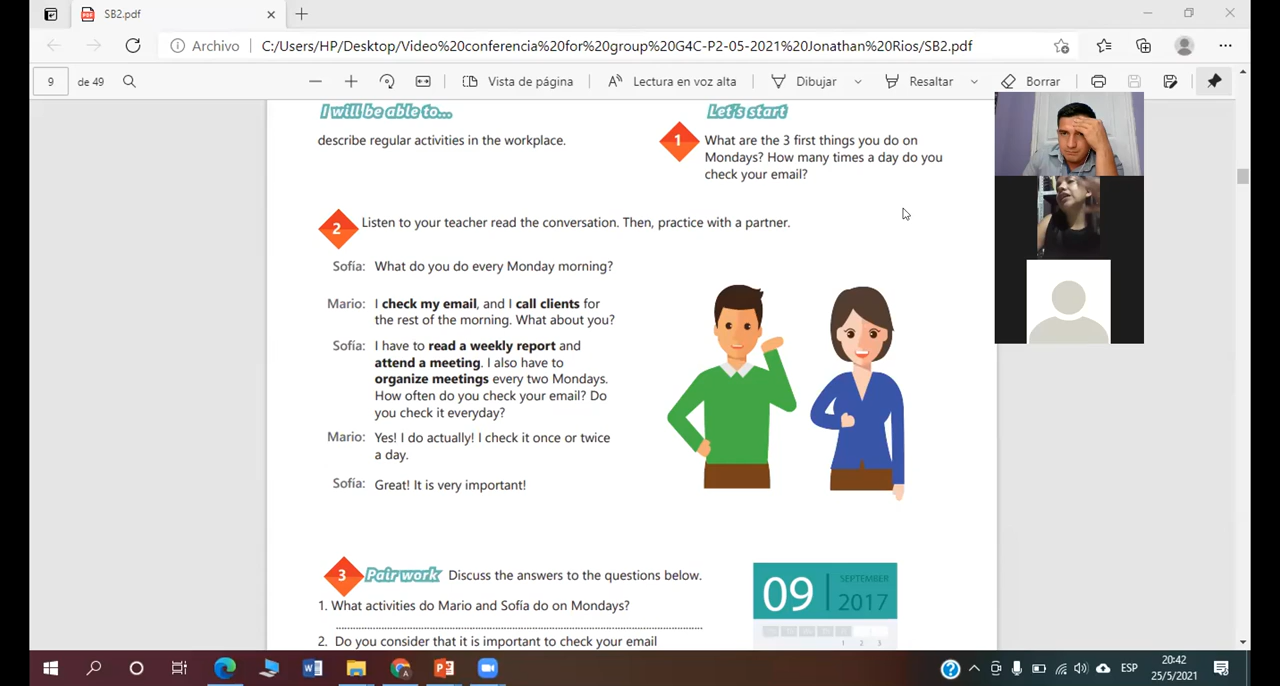 SB2.pdf
Archivo
C:/Users/HP/Desktop/Video%20conferencia%20for%20group%20G4C-P2-05-2021%20Jonathan%20Rios/SB2.pdf
9
de 49
Vista de página
Lectura en voz alta
Dibujar
Resaltar
Borrar
I will be able to...
describe regular activities in the workplace.
Let's start
1
What are the 3 first things you do on
Mondays? How many times a day do you
check your email?
2
Listen to your teacher read the conversation. Then, practice with a partner.
Sofía: What do you do every Monday morning?
Mario: I check my email, and I call clients for
the rest of the morning. What about you?
Sofía: I have to read a weekly report and
attend a meeting. I also have to
organize meetings every two Mondays.
How often do you check your email? Do
you check it everyday?
Mario: Yes! I do actually! I check it once or twice
a day.
Sofía: Great! It is very important!
3
Pair work Discuss the answers to the questions below.
1. What activities do Mario and Sofía do on Mondays?
2. Do you consider that it is important to check your email
09
SEPTEMBER
2017
1 2 3
ESP
20:42
25/5/2021